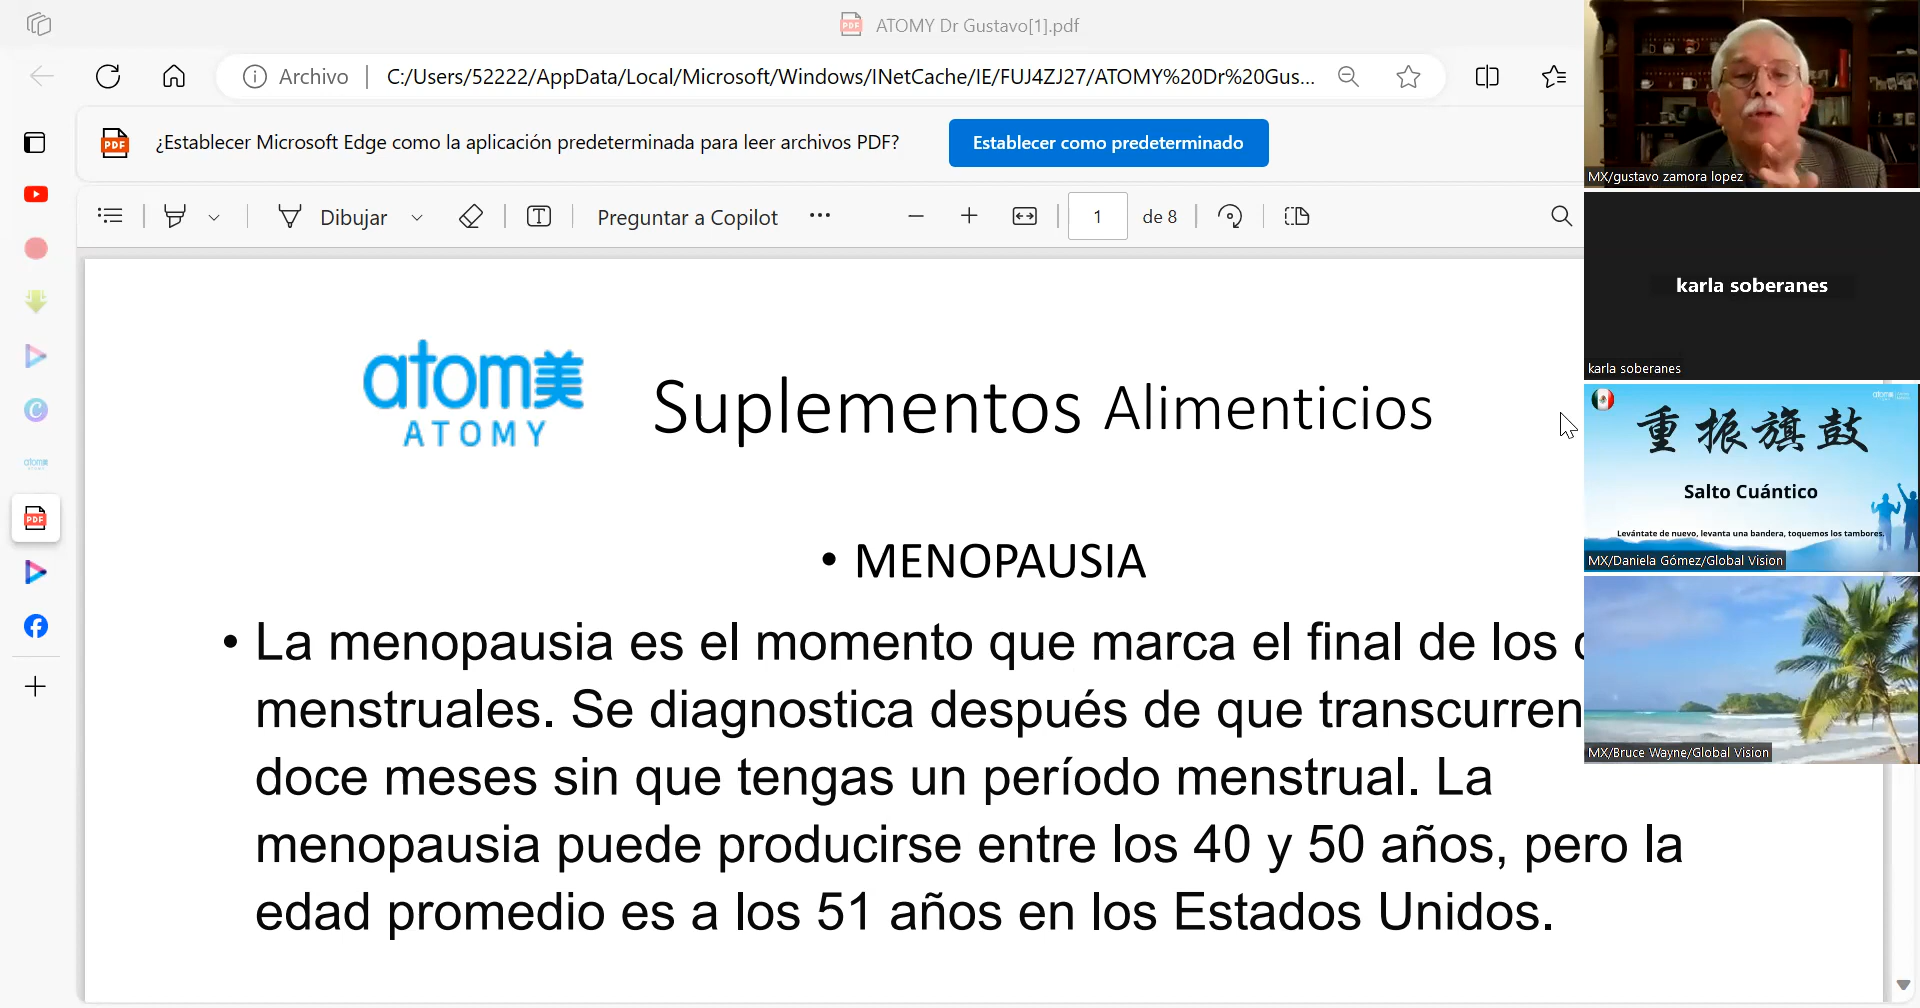 ATOMY Dr Gustavo[1].pdf
Archivo
C:/Users/52222/AppData/Local/Microsoft/Windows/INetCache/IE/FUJ4ZJ27/ATOMY%20Dr%20Gus...
PDF
¿Establecer Microsoft Edge como la aplicación predeterminada para leer archivos PDF?
Establecer como predeterminado
Dibujar
Preguntar a Copilot
1
de 8
atom美
ATOMY
Suplementos Alimenticios
• MENOPAUSIA
• La menopausia es el momento que marca el final de los
menstruales. Se diagnostica después de que transcurren
doce meses sin que tengas un período menstrual. La
menopausia puede producirse entre los 40 y 50 años, pero la
edad promedio es a los 51 años en los Estados Unidos.
MX/gustavo zamora lopez
karla soberanes
karla soberanes
重振旗鼓
Salto Cuántico
Levántate de nuevo, levanta una bandera, toquemos los tambores.
MX/Daniela Gómez/Global Vision
MX/Bruce Wayne/Global Vision